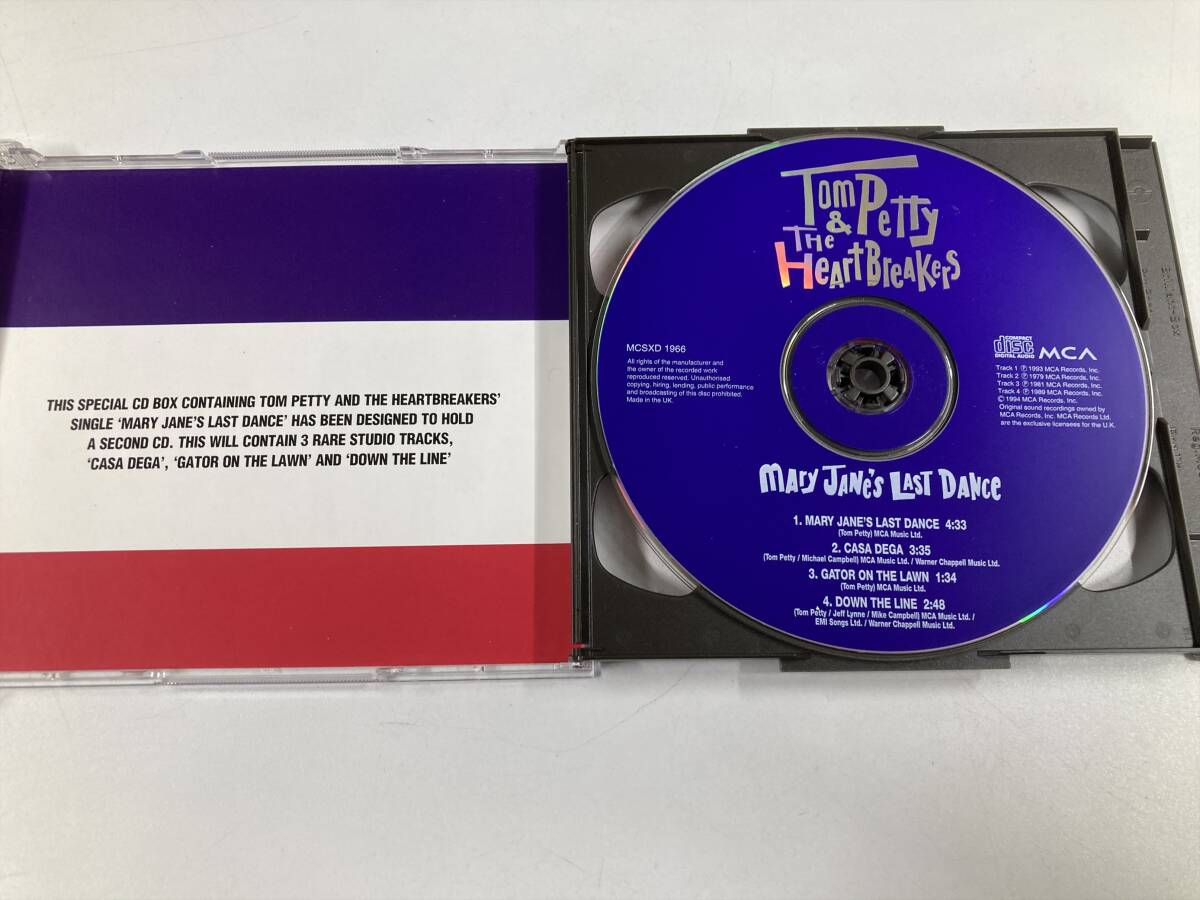 THIS SPECIAL CD BOX CONTAINING TOM PETTY AND THE HEARTBREAKERS'
SINGLE 'MARY JANE'S LAST DANCE' HAS BEEN DESIGNED TO HOLD
A SECOND CD. THIS WILL CONTAIN 3 RARE STUDIO TRACKS,
'CASA DEGA', 'GATOR ON THE LAWN' AND 'DOWN THE LINE'
Tom Petty
&
The
HeartBreakers
MCSXD 1966
All rights of the manufacturer and
the owner of the recorded work
reproduced reserved. Unauthorised
copying, hiring, lending, public performance
and broadcasting of this disc prohibited.
Made in the UK.
COMPACT
disc
DIGITAL AUDIO
MCA
Track 1 ℗ 1993 MCA Records, Inc.
Track 2 ℗ 1979 MCA Records, Inc.
Track 3 ℗ 1981 MCA Records, Inc.
Track 4 ℗ 1989 MCA Records, Inc.
© 1994 MCA Records, Inc.
Original sound recordings owned by
MCA Records, Inc. MCA Records Ltd.
are the exclusive licensees for the U.K.
Mary Jane's Last Dance
1. MARY JANE'S LAST DANCE 4:33
(Tom Petty) MCA Music Ltd.
2. CASA DEGA 3:35
(Tom Petty / Michael Campbell) MCA Music Ltd. / Warner Chappell Music Ltd.
3. GATOR ON THE LAWN 1:34
(Tom Petty) MCA Music Ltd.
4. DOWN THE LINE 2:48
(Tom Petty / Jeff Lynne / Mike Campbell) MCA Music Ltd. /
EMI Songs Ltd. / Warner Chappell Music Ltd.